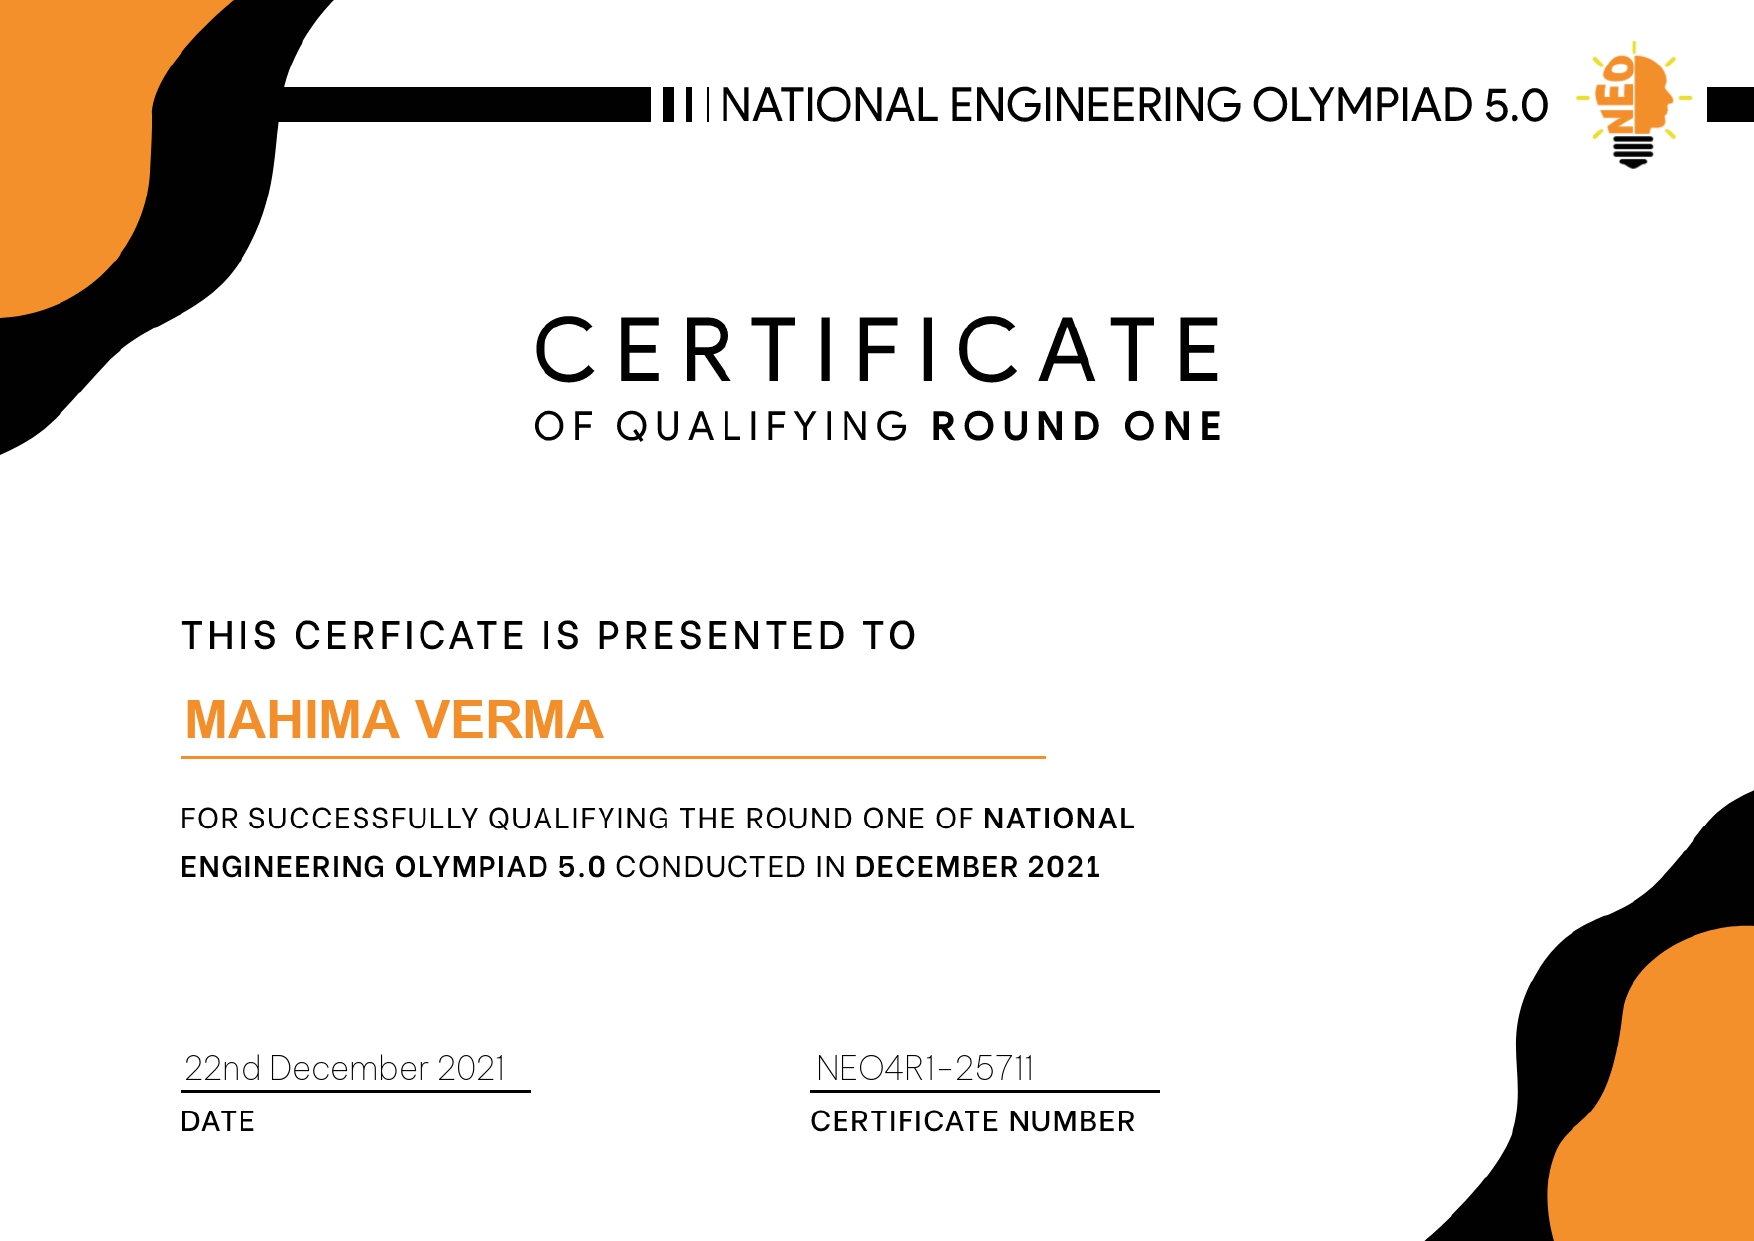 NATIONAL ENGINEERING OLYMPIAD 5.0
NEO
CERTIFICATE
OF QUALIFYING ROUND ONE
THIS CERFICATE IS PRESENTED TO
MAHIMA VERMA
FOR SUCCESSFULLY QUALIFYING THE ROUND ONE OF NATIONAL
ENGINEERING OLYMPIAD 5.0 CONDUCTED IN DECEMBER 2021
22nd December 2021
DATE
NEO4R1-25711
CERTIFICATE NUMBER